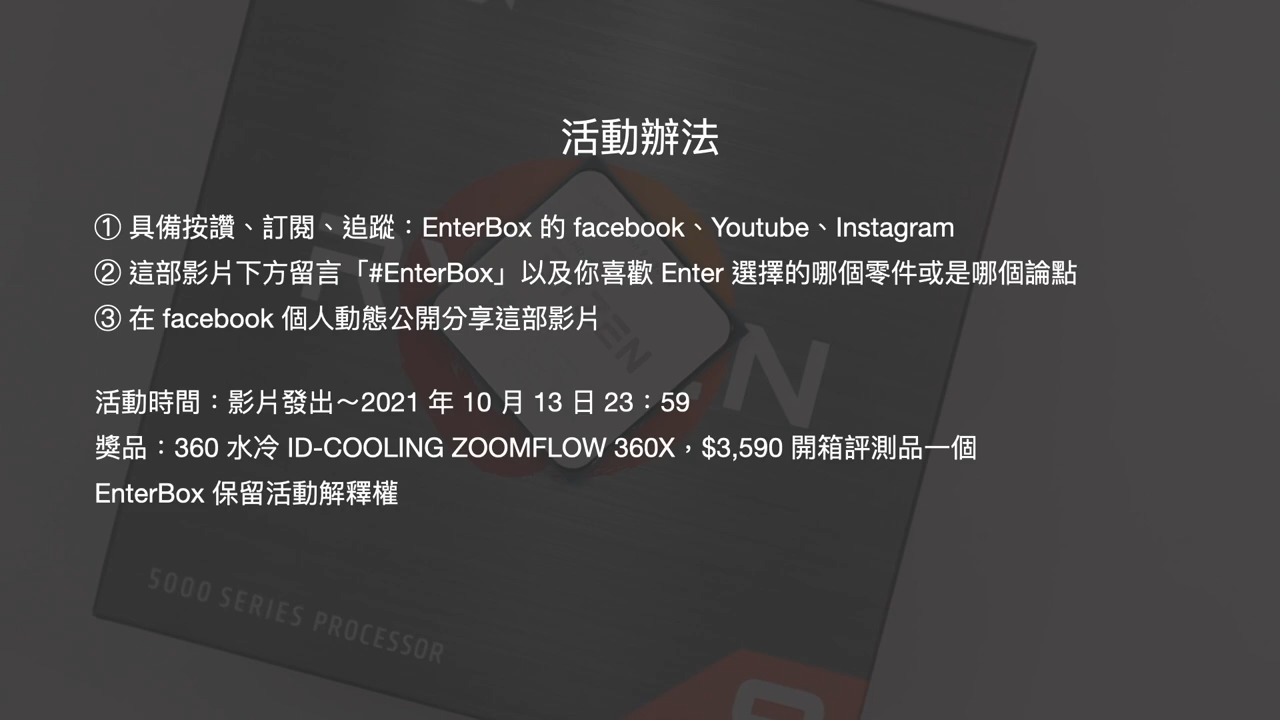 活動辦法
① 具備按讚、訂閱、追蹤：EnterBox 的 facebook、Youtube、Instagram
② 這部影片下方留言「#EnterBox」以及你喜歡 Enter 選擇的哪個零件或是哪個論點
③ 在 facebook 個人動態公開分享這部影片
活動時間：影片發出～2021 年 10 月 13 日 23：59
獎品：360 水冷 ID-COOLING ZOOMFLOW 360X，$3,590 開箱評測品一個
EnterBox 保留活動解釋權
5000 SERIES PROCESSOR